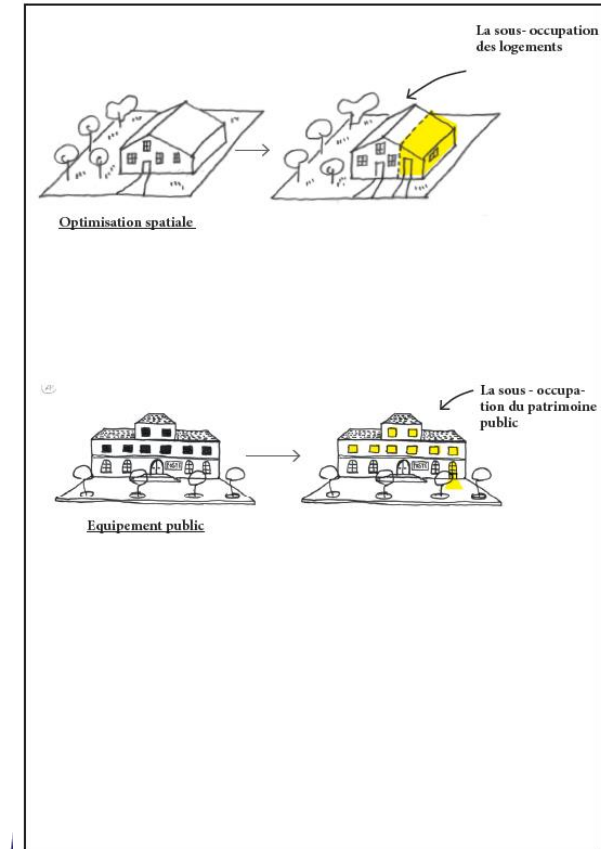 La sous- occupation
des logements
Optimisation spatiale
La sous - occupa-
tion du patrimoine
public
Equipement public